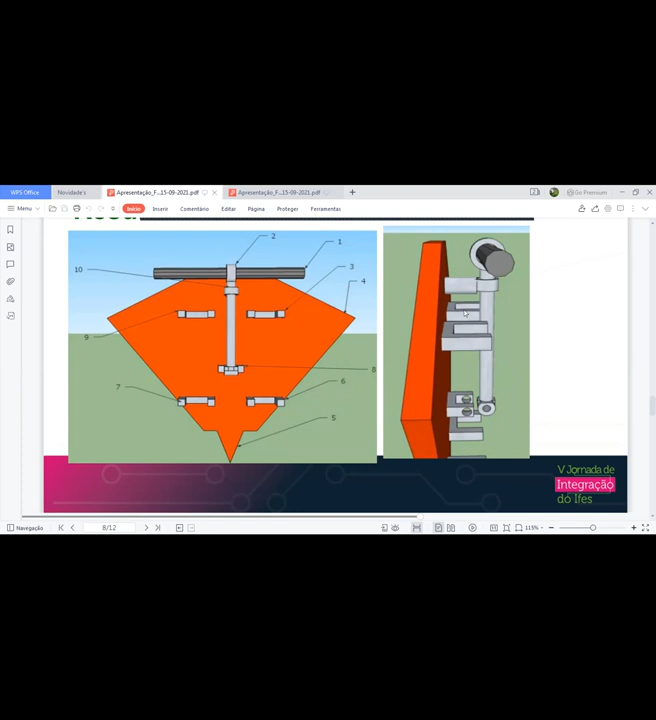 WPS Office
Novidade's
Apresentação_F...15-09-2021.pdf
Apresentação_F...15-09-2021.pdf
Go Premium
Menu
Início
Inserir
Comentário
Editar
Página
Proteger
Ferramentas
2
1
10
3
4
9
8
7
6
5
V Jornada de
Integração
do Ifes
Navegação
8/12
115%